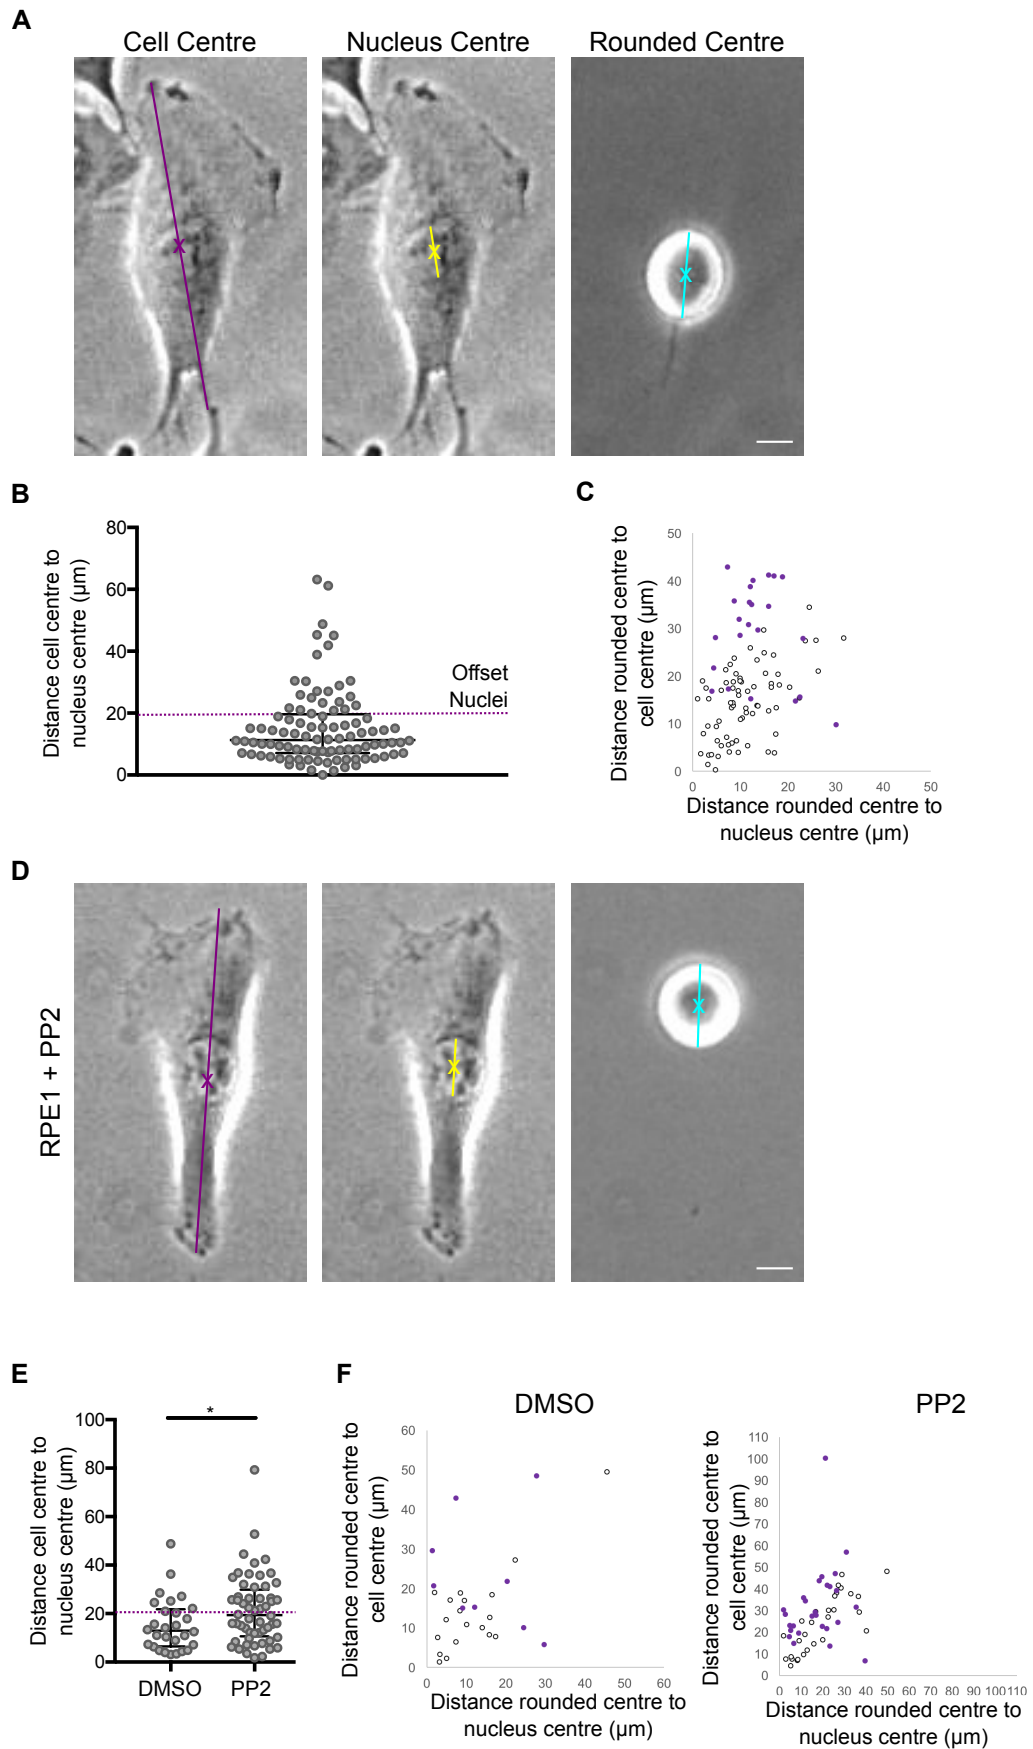 A
Cell Centre
Nucleus Centre
Rounded Centre
X
X
X
B
Distance cell centre to
nucleus centre (µm)
80
60
40
20
0
Offset
Nuclei
C
Distance rounded centre to
cell centre (µm)
50
40
30
20
10
0
0 10 20 30 40 50
Distance rounded centre to
nucleus centre (µm)
D
RPE1 + PP2
X
X
X
E
Distance cell centre to
nucleus centre (µm)
100
80
60
40
20
0
*
DMSO PP2
F
DMSO
Distance rounded centre to
cell centre (µm)
60
50
40
30
20
10
0
0 10 20 30 40 50 60
Distance rounded centre to
nucleus centre (µm)
PP2
Distance rounded centre to
cell centre (µm)
110
100
90
80
70
60
50
40
30
20
10
0
0 10 20 30 40 50 60 70 80 90 100 110
Distance rounded centre to
nucleus centre (µm)